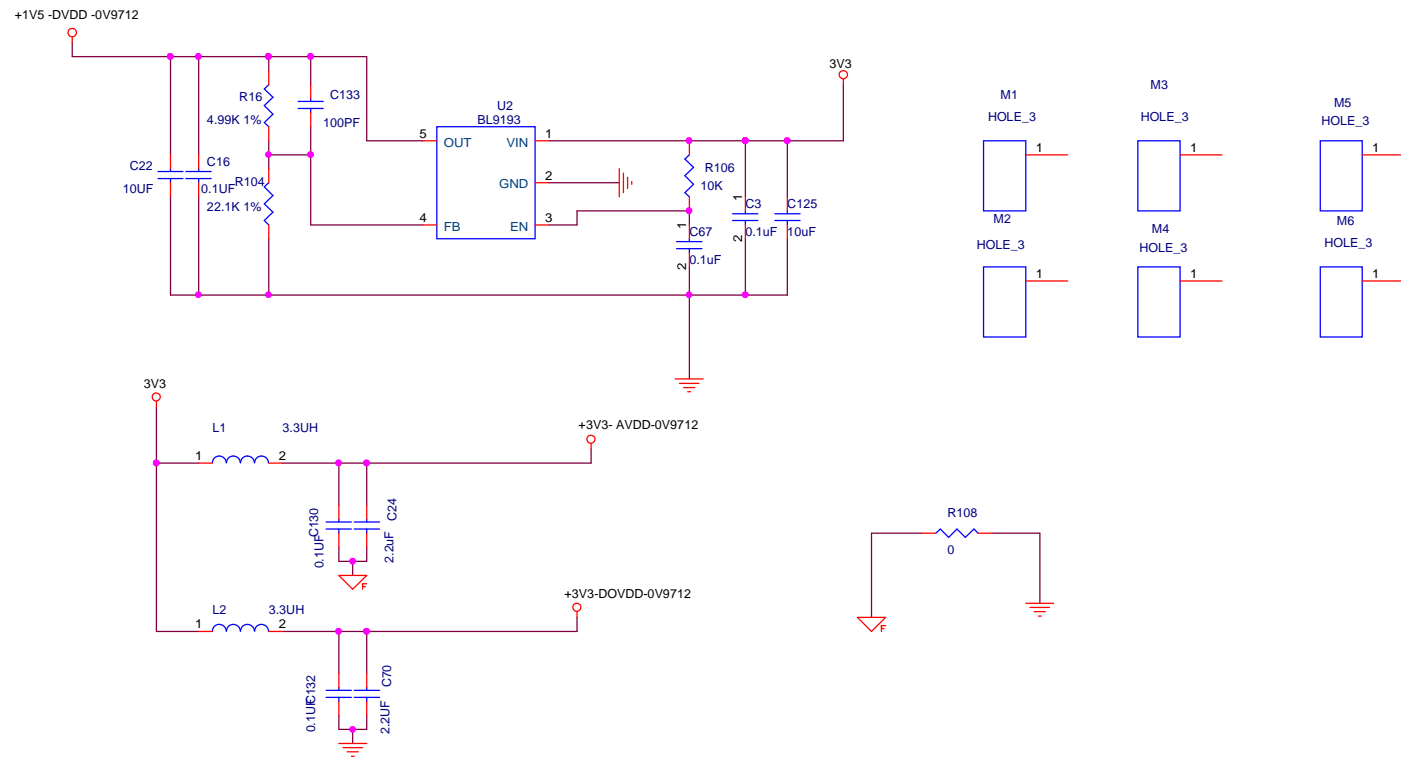 +1V5 -DVDD -0V9712
R16
4.99K 1%
C133
100PF
C22
10UF
C16
0.1UF
R104
22.1K 1%
U2
BL9193
5
OUT
VIN
1
GND
2
4
FB
EN
3
3V3
R106
10K
1
C67
2
0.1uF
1
C3
2
0.1uF
C125
10uF
M1
HOLE_3
1
M3
HOLE_3
1
M5
HOLE_3
1
M2
HOLE_3
1
M4
HOLE_3
1
M6
HOLE_3
1
3V3
L1
3.3UH
1
2
+3V3- AVDD-0V9712
C130
0.1UF
C24
2.2uF
F
L2
3.3UH
1
2
+3V3-DOVDD-0V9712
C132
0.1UF
C70
2.2UF
R108
0
F